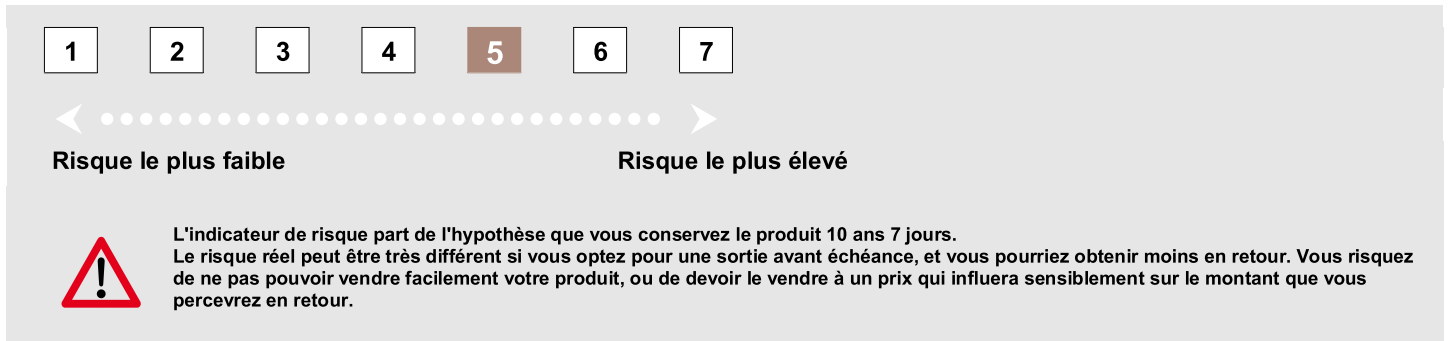 1 2 3 4 5 6 7
Risque le plus faible Risque le plus élevé
L'indicateur de risque part de l'hypothèse que vous conservez le produit 10 ans 7 jours.
Le risque réel peut être très différent si vous optez pour une sortie avant échéance, et vous pourriez obtenir moins en retour. Vous risquez
de ne pas pouvoir vendre facilement votre produit, ou de devoir le vendre à un prix qui influera sensiblement sur le montant que vous
percevrez en retour.